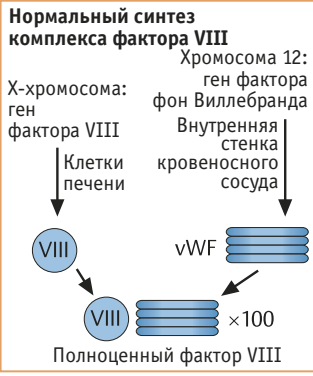 Нормальный синтез
комплекса фактора VIII
Хромосома 12:
ген фактора
фон Виллебранда
X-хромосома:
ген
фактора VIII
Внутренняя
стенка
кровеносного
сосуда
Клетки
печени
VIII
vWF
VIII
×100
Полноценный фактор VIII